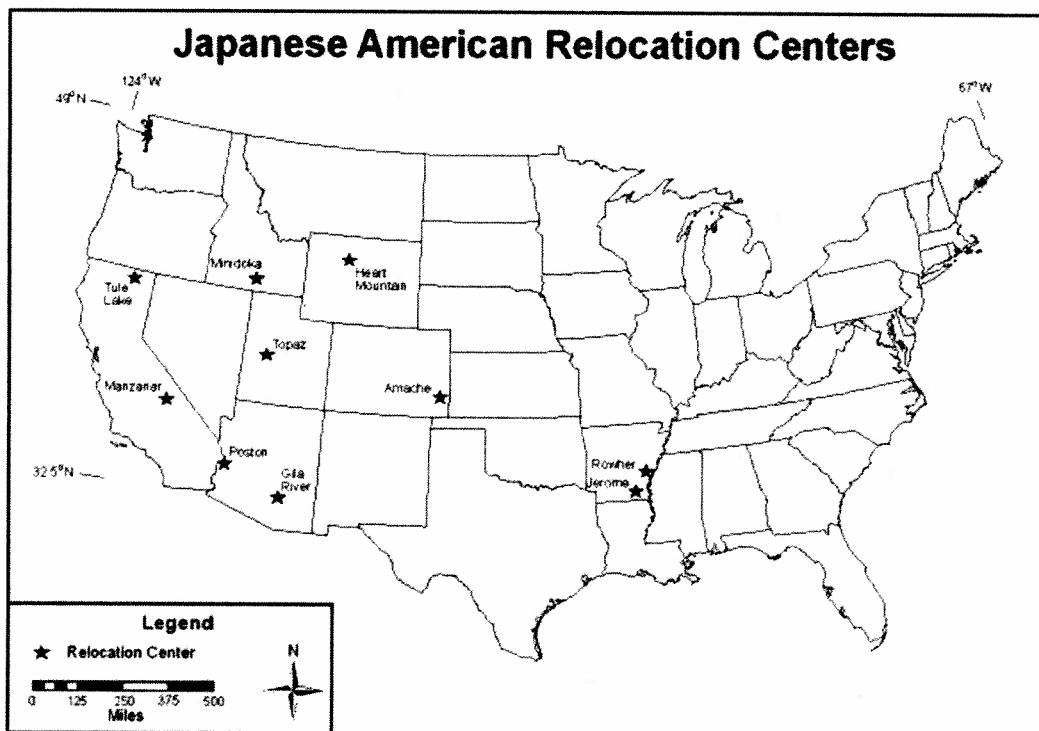 Japanese American Relocation Centers
124°W
49°N
67°W
Minidoka
Heart
Mountain
Tule
Lake
Topaz
Manzanar
Amache
Poston
Gila
River
32.5°N
Rowher
Jerome
Legend
Relocation Center
N
0 125 250 375 500
Miles